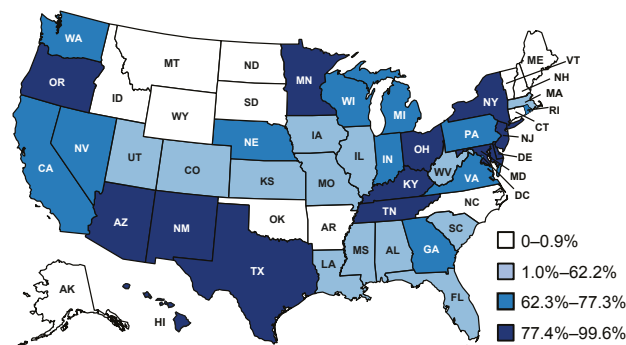 WA
MT
ND
MN
ME
VT
NH
MA
RI
CT
NJ
DE
MD
DC
OR
ID
WY
SD
WI
MI
NY
PA
NV
UT
CO
NE
IA
IL
IN
OH
WV
VA
CA
KS
MO
KY
NC
AZ
NM
OK
AR
TN
SC
TX
LA
MS
AL
GA
FL
AK
HI
0–0.9%
1.0%–62.2%
62.3%–77.3%
77.4%–99.6%